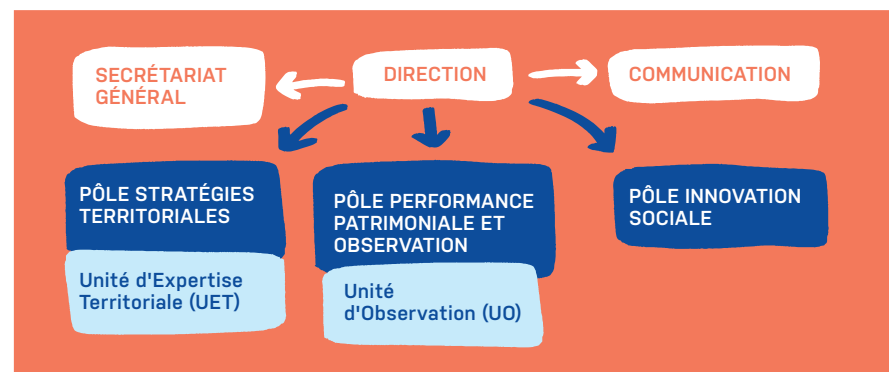 SECRÉTARIAT
GÉNÉRAL
DIRECTION
COMMUNICATION
PÔLE STRATÉGIES
TERRITORIALES
Unité d'Expertise
Territoriale (UET)
PÔLE PERFORMANCE
PATRIMONIALE ET
OBSERVATION
Unité
d'Observation (UO)
PÔLE INNOVATION
SOCIALE